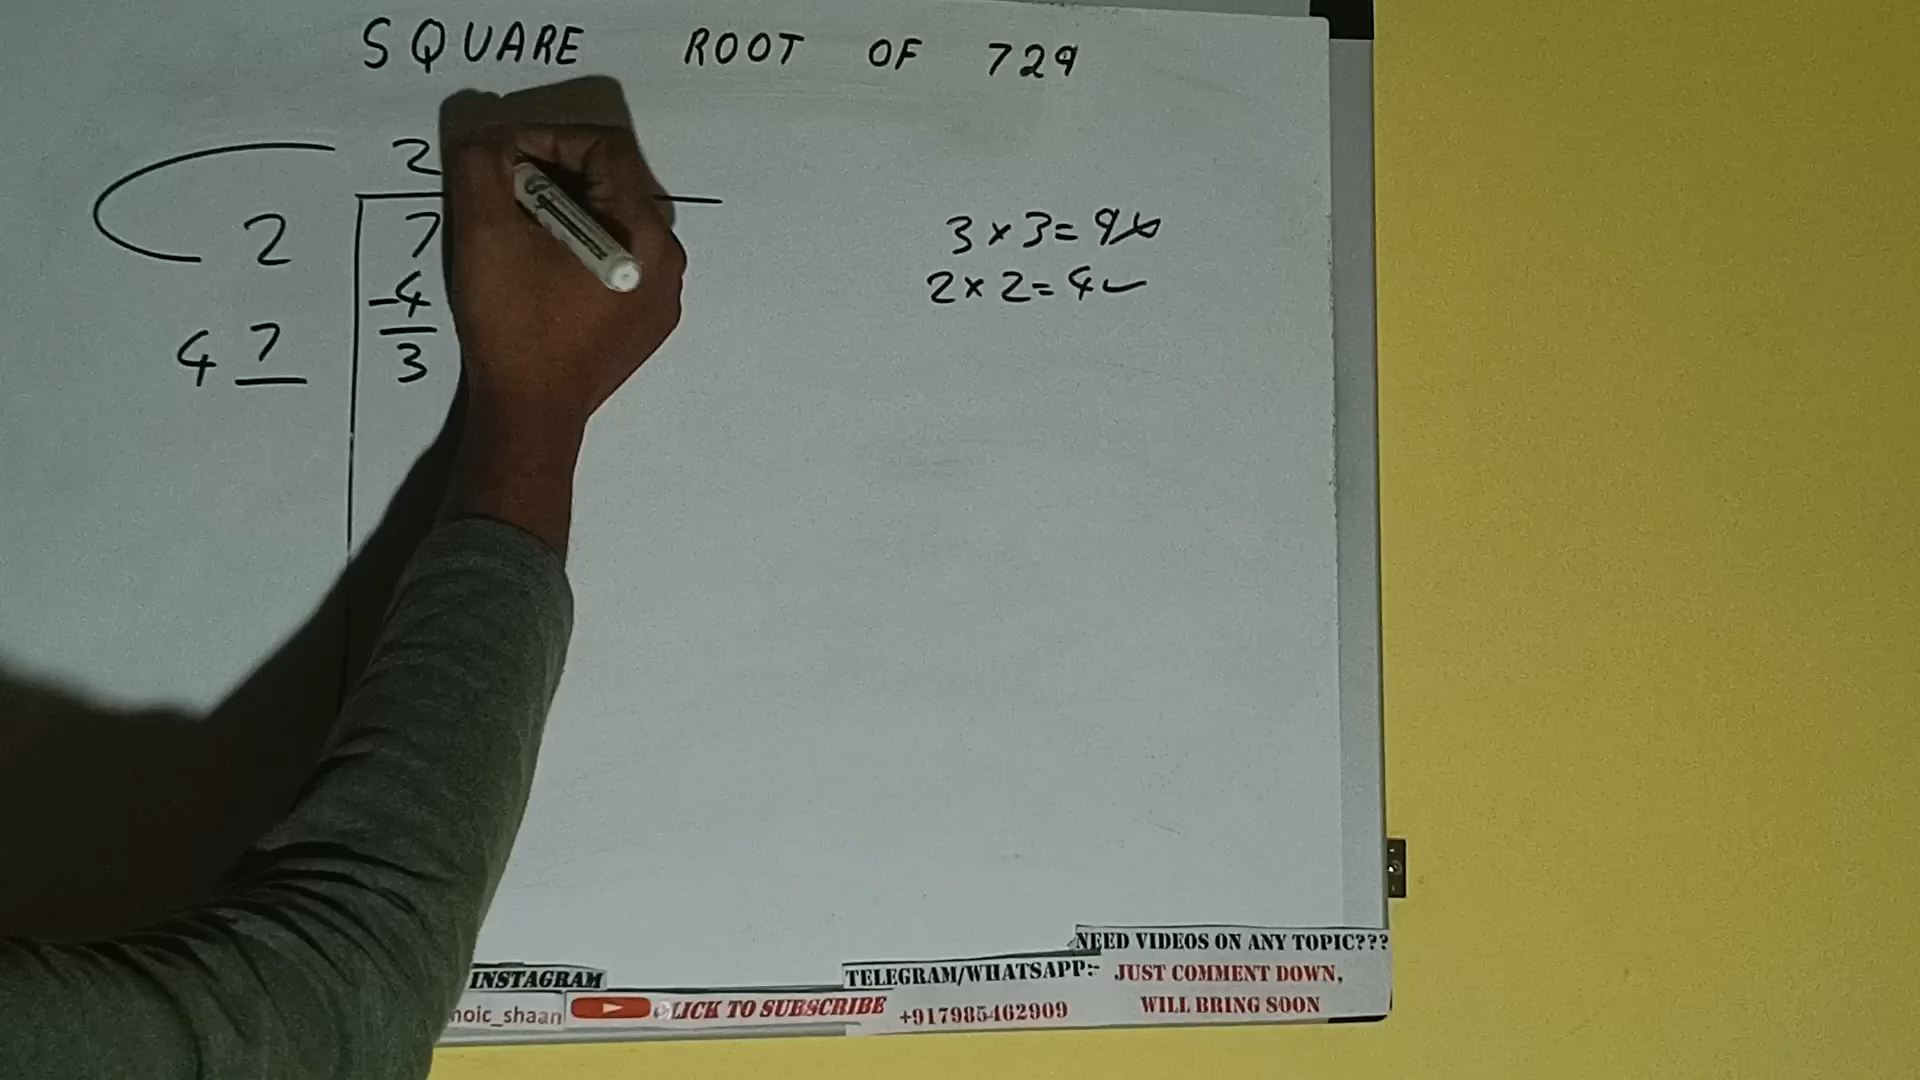 SQUARE ROOT OF 729
2
2 7
-4
4 7 3
3 × 3 = 9
2 × 2 = 4 ✓
NEED VIDEOS ON ANY TOPIC???
INSTAGRAM
TELEGRAM/WHATSAPP:- JUST COMMENT DOWN,
noic_shaan CLICK TO SUBSCRIBE +917985462909 WILL BRING SOON